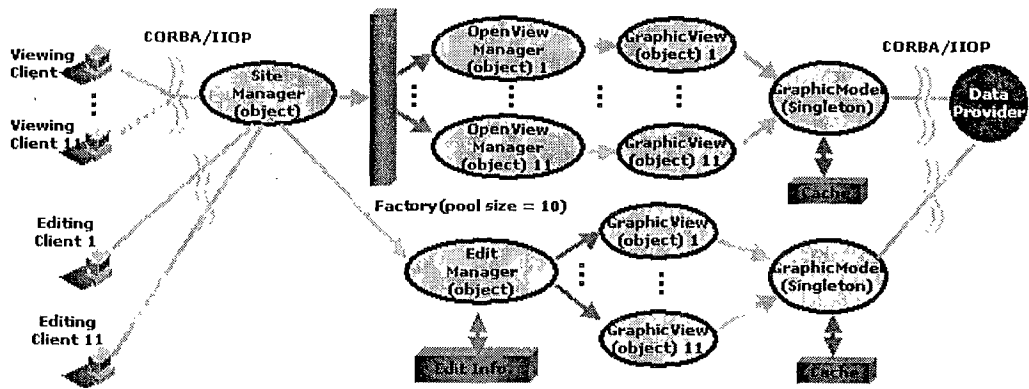 Viewing
Client
CORBA/IIOP
Viewing
Client 11
Site
Manager
(object)
OpenView
Manager
(object) 1
GraphicView
(object) 1
OpenView
Manager
(object) 11
GraphicView
(object) 11
GraphicModel
(Singleton)
CORBA/IIOP
Data
Provider
Cache
Factory(pool size = 10)
Editing
Client 1
Editing
Client 11
Edit
Manager
(object)
Edit Info.
GraphicView
(object) 1
GraphicView
(object) 11
GraphicModel
(Singleton)
Cache